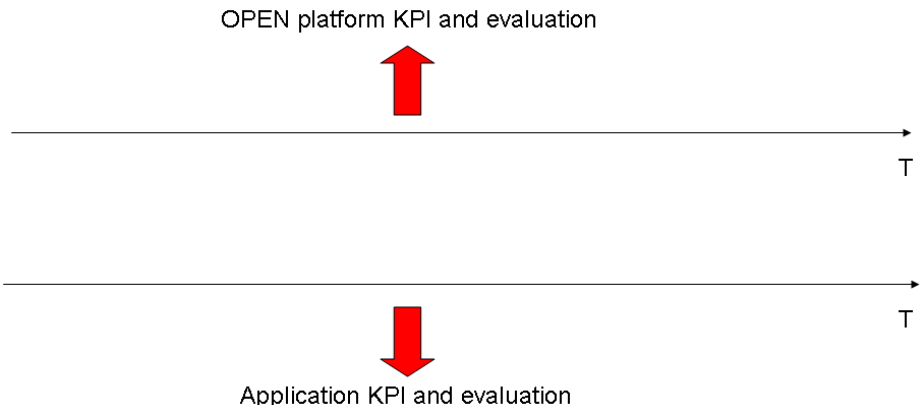 OPEN platform KPI and evaluation
T
T
Application KPI and evaluation